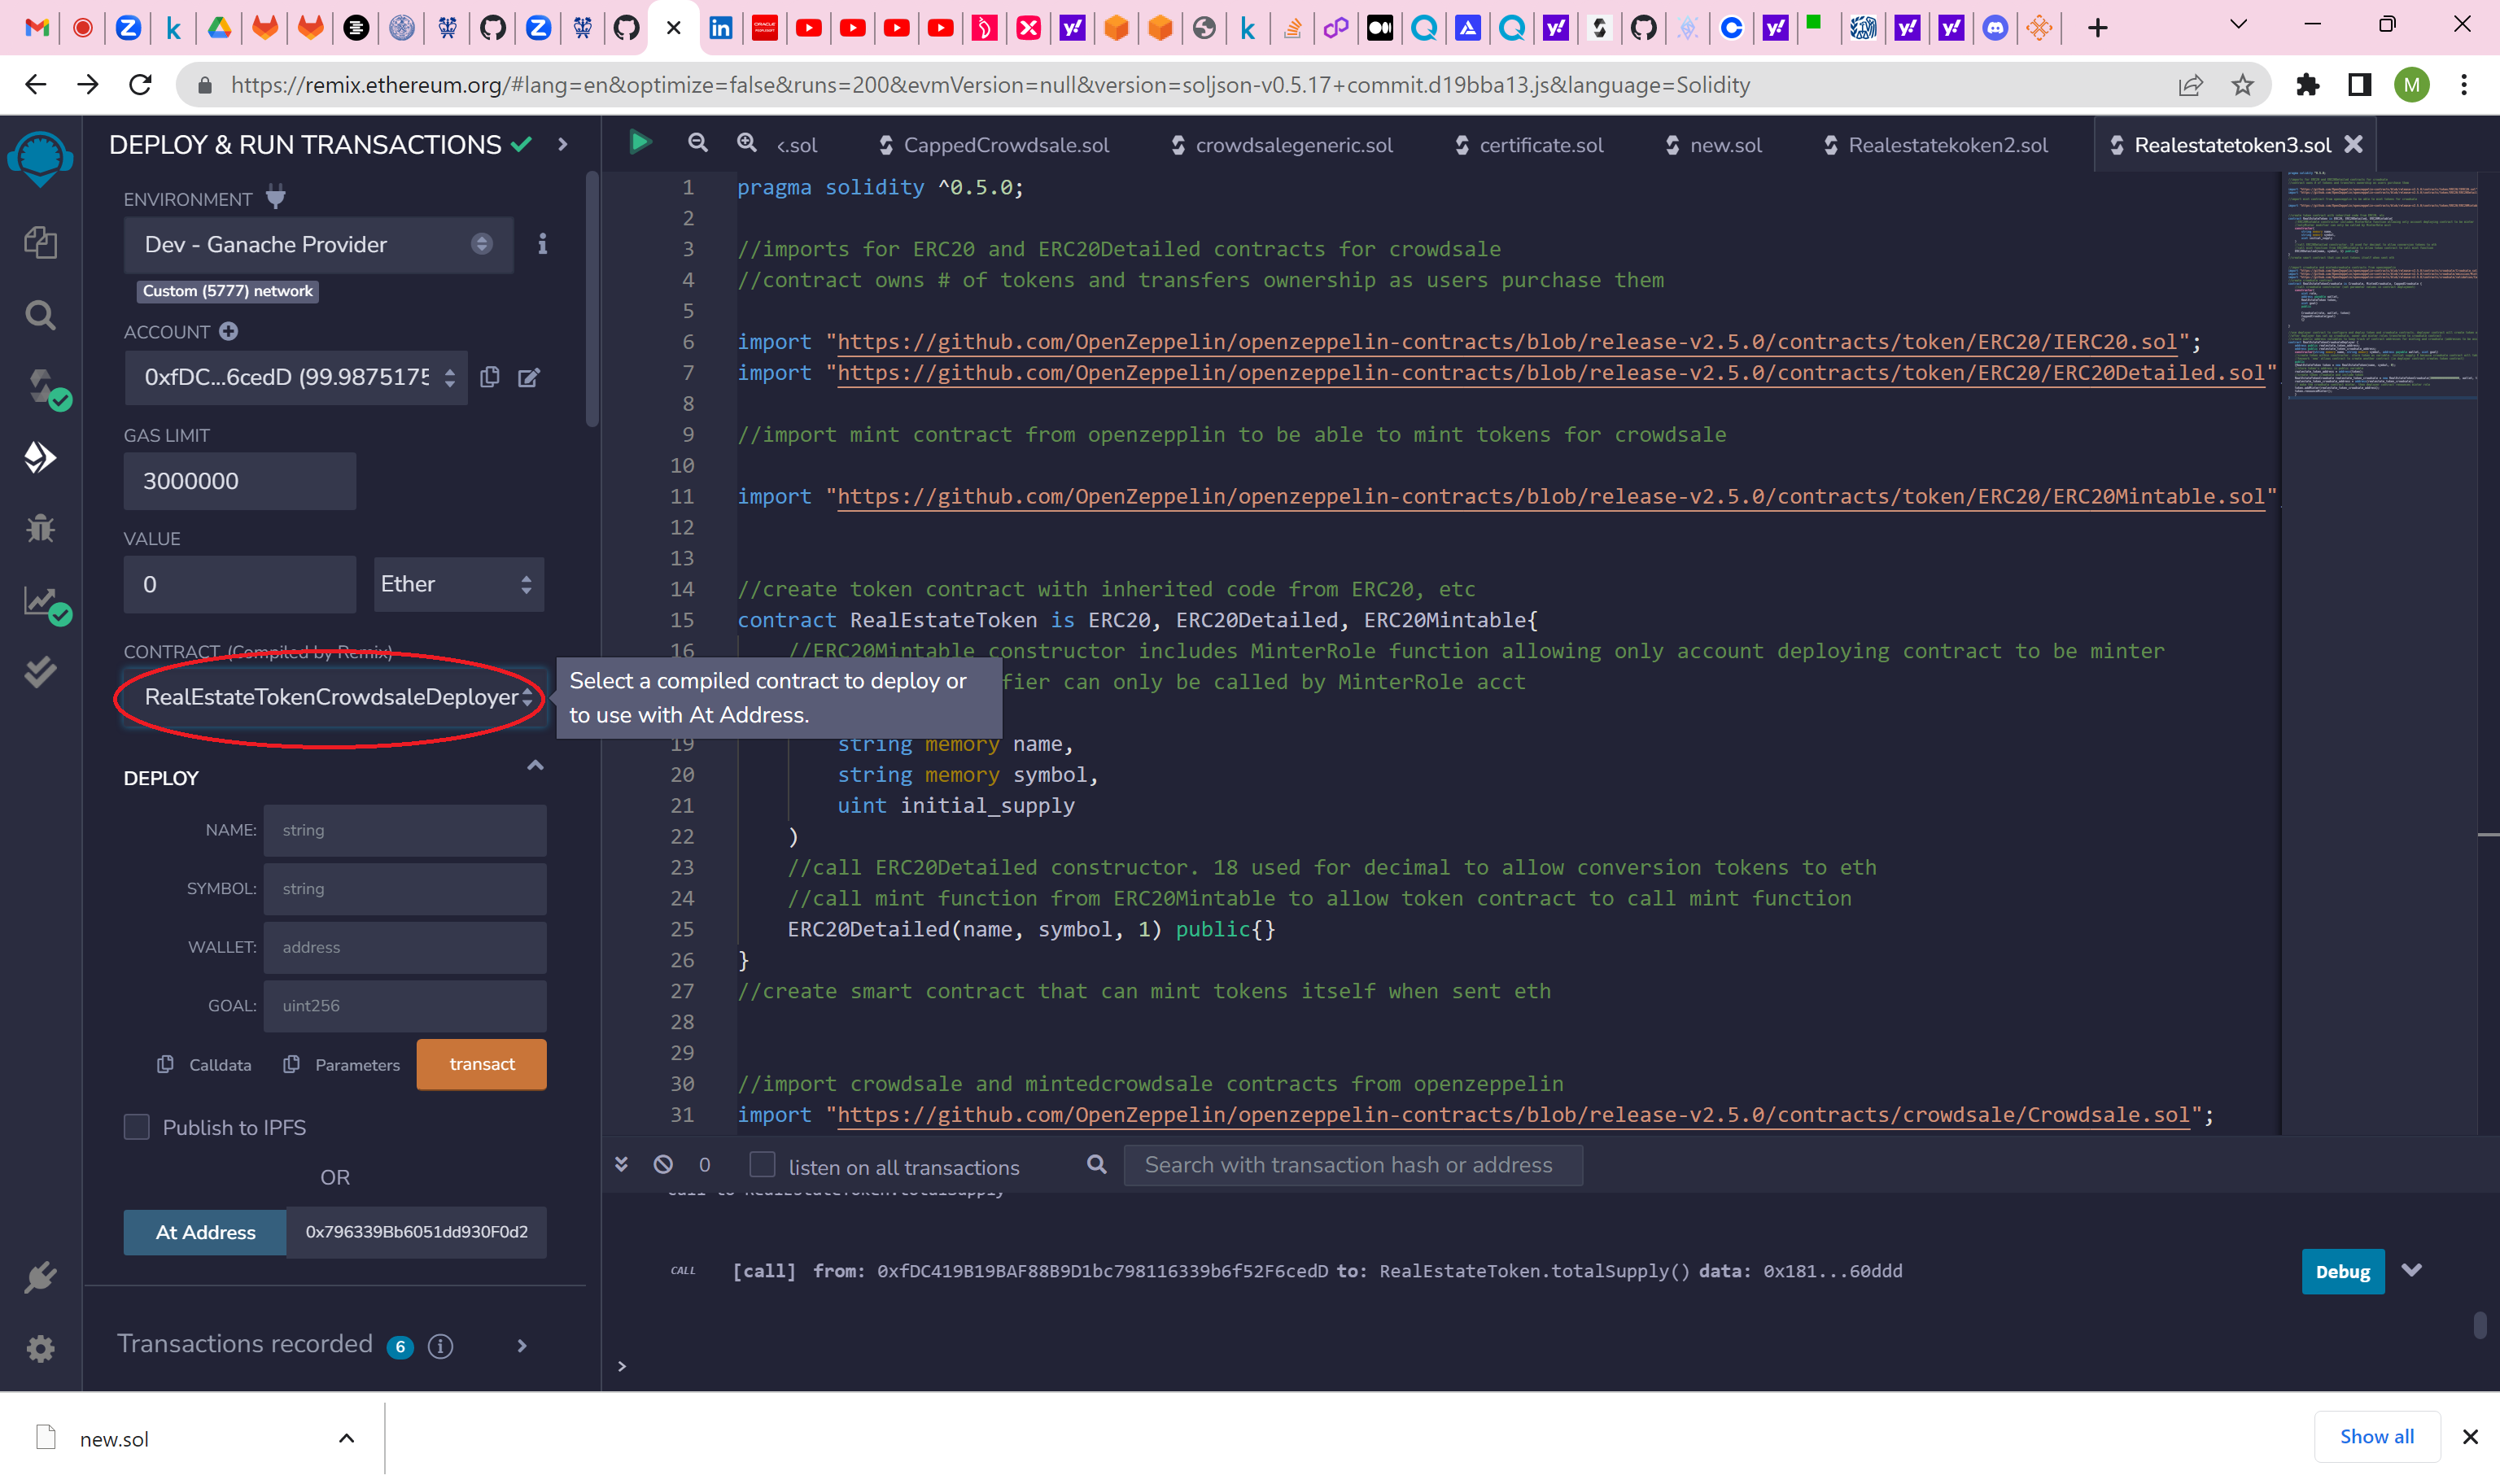 https://remix.ethereum.org/#lang=en&optimize=false&runs=200&evmVersion=null&version=soljson-v0.5.17+commit.d19bba13.js&language=Solidity
M
DEPLOY & RUN TRANSACTIONS
ENVIRONMENT
Dev - Ganache Provider
Custom (5777) network
ACCOUNT
0xfDC...6cedD (99.9875175
GAS LIMIT
3000000
VALUE
0
Ether
CONTRACT (Compiled by Remix)
RealEstateTokenCrowdsaleDeployer
Select a compiled contract to deploy or
to use with At Address.
DEPLOY
NAME: string
SYMBOL: string
WALLET: address
GOAL: uint256
Calldata Parameters transact
Publish to IPFS
OR
At Address 0x796339Bb6051dd930F0d2
Transactions recorded 6
.sol CappedCrowdsale.sol crowdsalegeneric.sol certificate.sol new.sol Realestatekoken2.sol Realestatetoken3.sol
1 pragma solidity ^0.5.0;
2
3 //imports for ERC20 and ERC20Detailed contracts for crowdsale
4 //contract owns # of tokens and transfers ownership as users purchase them
5
6 import "https://github.com/OpenZeppelin/openzeppelin-contracts/blob/release-v2.5.0/contracts/token/ERC20/IERC20.sol";
7 import "https://github.com/OpenZeppelin/openzeppelin-contracts/blob/release-v2.5.0/contracts/token/ERC20/ERC20Detailed.sol"
8
9 //import mint contract from openzepplin to be able to mint tokens for crowdsale
10
11 import "https://github.com/OpenZeppelin/openzeppelin-contracts/blob/release-v2.5.0/contracts/token/ERC20/ERC20Mintable.sol"
12
13
14 //create token contract with inherited code from ERC20, etc
15 contract RealEstateToken is ERC20, ERC20Detailed, ERC20Mintable{
16 //ERC20Mintable constructor includes MinterRole function allowing only account deploying contract to be minter
fier can only be called by MinterRole acct
19 string memory name,
20 string memory symbol,
21 uint initial_supply
22 )
23 //call ERC20Detailed constructor. 18 used for decimal to allow conversion tokens to eth
24 //call mint function from ERC20Mintable to allow token contract to call mint function
25 ERC20Detailed(name, symbol, 1) public{}
26 }
27 //create smart contract that can mint tokens itself when sent eth
28
29
30 //import crowdsale and mintedcrowdsale contracts from openzeppelin
31 import "https://github.com/OpenZeppelin/openzeppelin-contracts/blob/release-v2.5.0/contracts/crowdsale/Crowdsale.sol";
0 listen on all transactions Search with transaction hash or address
call to RealEstateToken.totalSupply
CALL [call] from: 0xfDC419B19BAF88B9D1bc798116339b6f52F6cedD to: RealEstateToken.totalSupply() data: 0x181...60ddd
Debug
>
new.sol
Show all